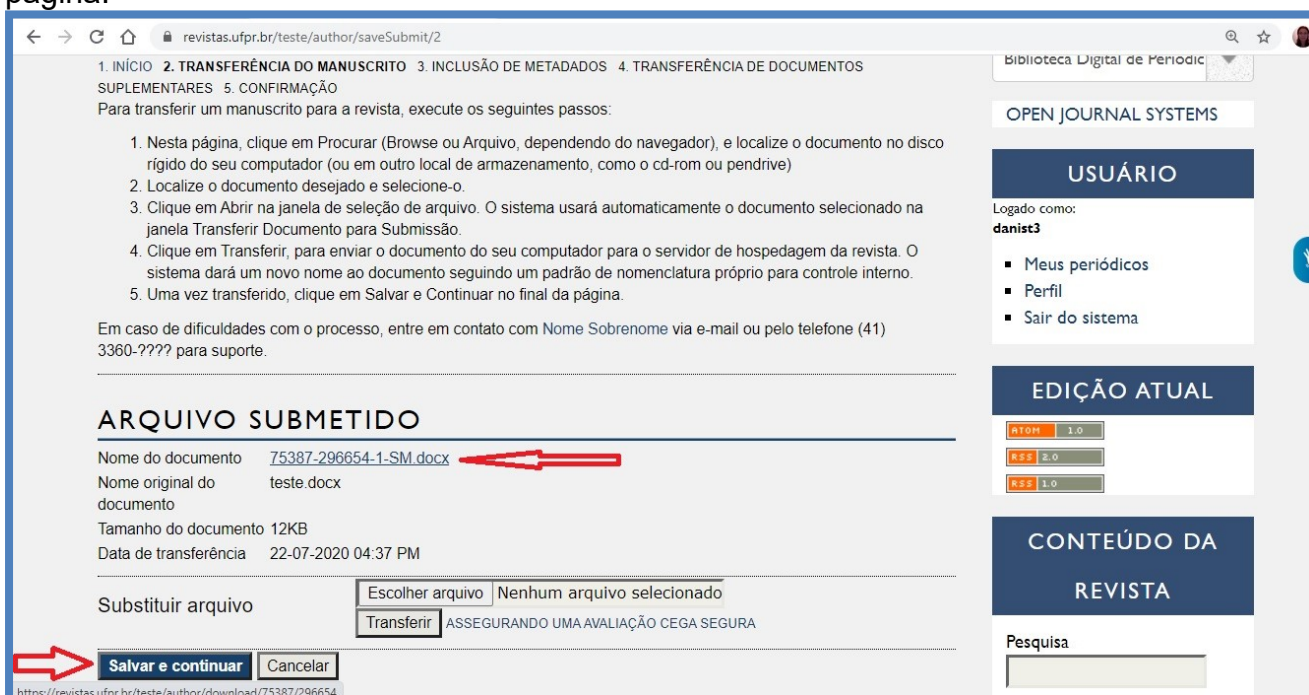 página.
revistas.ufpr.br/teste/author/saveSubmit/2
1. INÍCIO 2. TRANSFERÊNCIA DO MANUSCRITO 3. INCLUSÃO DE METADADOS 4. TRANSFERÊNCIA DE DOCUMENTOS
SUPLEMENTARES 5. CONFIRMAÇÃO
Para transferir um manuscrito para a revista, execute os seguintes passos:
1. Nesta página, clique em Procurar (Browse ou Arquivo, dependendo do navegador), e localize o documento no disco
rígido do seu computador (ou em outro local de armazenamento, como o cd-rom ou pendrive)
2. Localize o documento desejado e selecione-o.
3. Clique em Abrir na janela de seleção de arquivo. O sistema usará automaticamente o documento selecionado na
janela Transferir Documento para Submissão.
4. Clique em Transferir, para enviar o documento do seu computador para o servidor de hospedagem da revista. O
sistema dará um novo nome ao documento seguindo um padrão de nomenclatura próprio para controle interno.
5. Uma vez transferido, clique em Salvar e Continuar no final da página.
Em caso de dificuldades com o processo, entre em contato com Nome Sobrenome via e-mail ou pelo telefone (41)
3360-???? para suporte.
ARQUIVO SUBMETIDO
Nome do documento 75387-296654-1-SM.docx
Nome original do teste.docx
documento
Tamanho do documento 12KB
Data de transferência 22-07-2020 04:37 PM
Substituir arquivo
Escolher arquivo Nenhum arquivo selecionado
Transferir ASSEGURANDO UMA AVALIAÇÃO CEGA SEGURA
Salvar e continuar Cancelar
https://revistas.ufpr.br/teste/author/download/75387/296654
Biblioteca Digital de Periódic
OPEN JOURNAL SYSTEMS
USUÁRIO
Logado como:
danist3
Meus periódicos
Perfil
Sair do sistema
EDIÇÃO ATUAL
ATOM 1.0
RSS 2.0
RSS 1.0
CONTEÚDO DA
REVISTA
Pesquisa